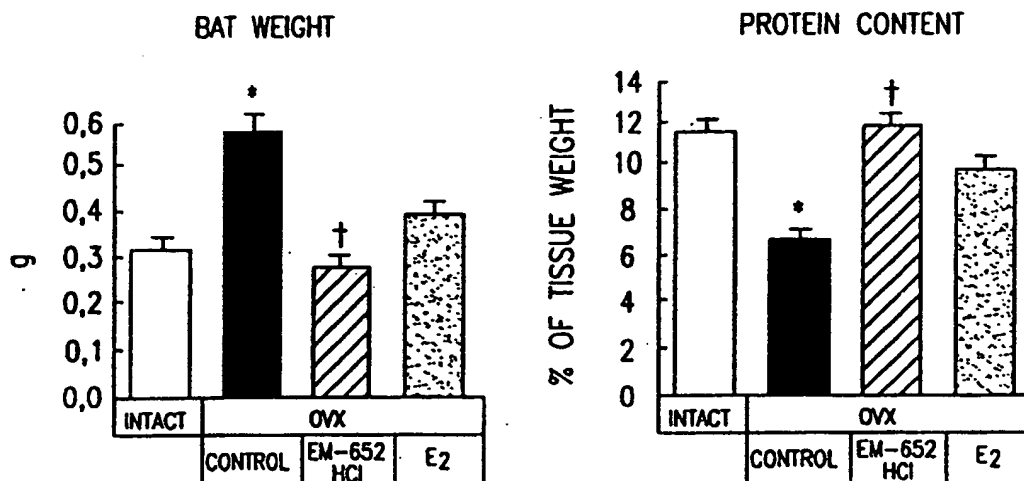 BAT WEIGHT
g
0,6
0,5
0,4
0,3
0,2
0,1
0,0
*
†
INTACT
OVX
CONTROL
EM-652
HCl
E2
PROTEIN CONTENT
% OF TISSUE WEIGHT
14
12
10
8
6
4
2
0
*
†
INTACT
OVX
CONTROL
EM-652
HCl
E2